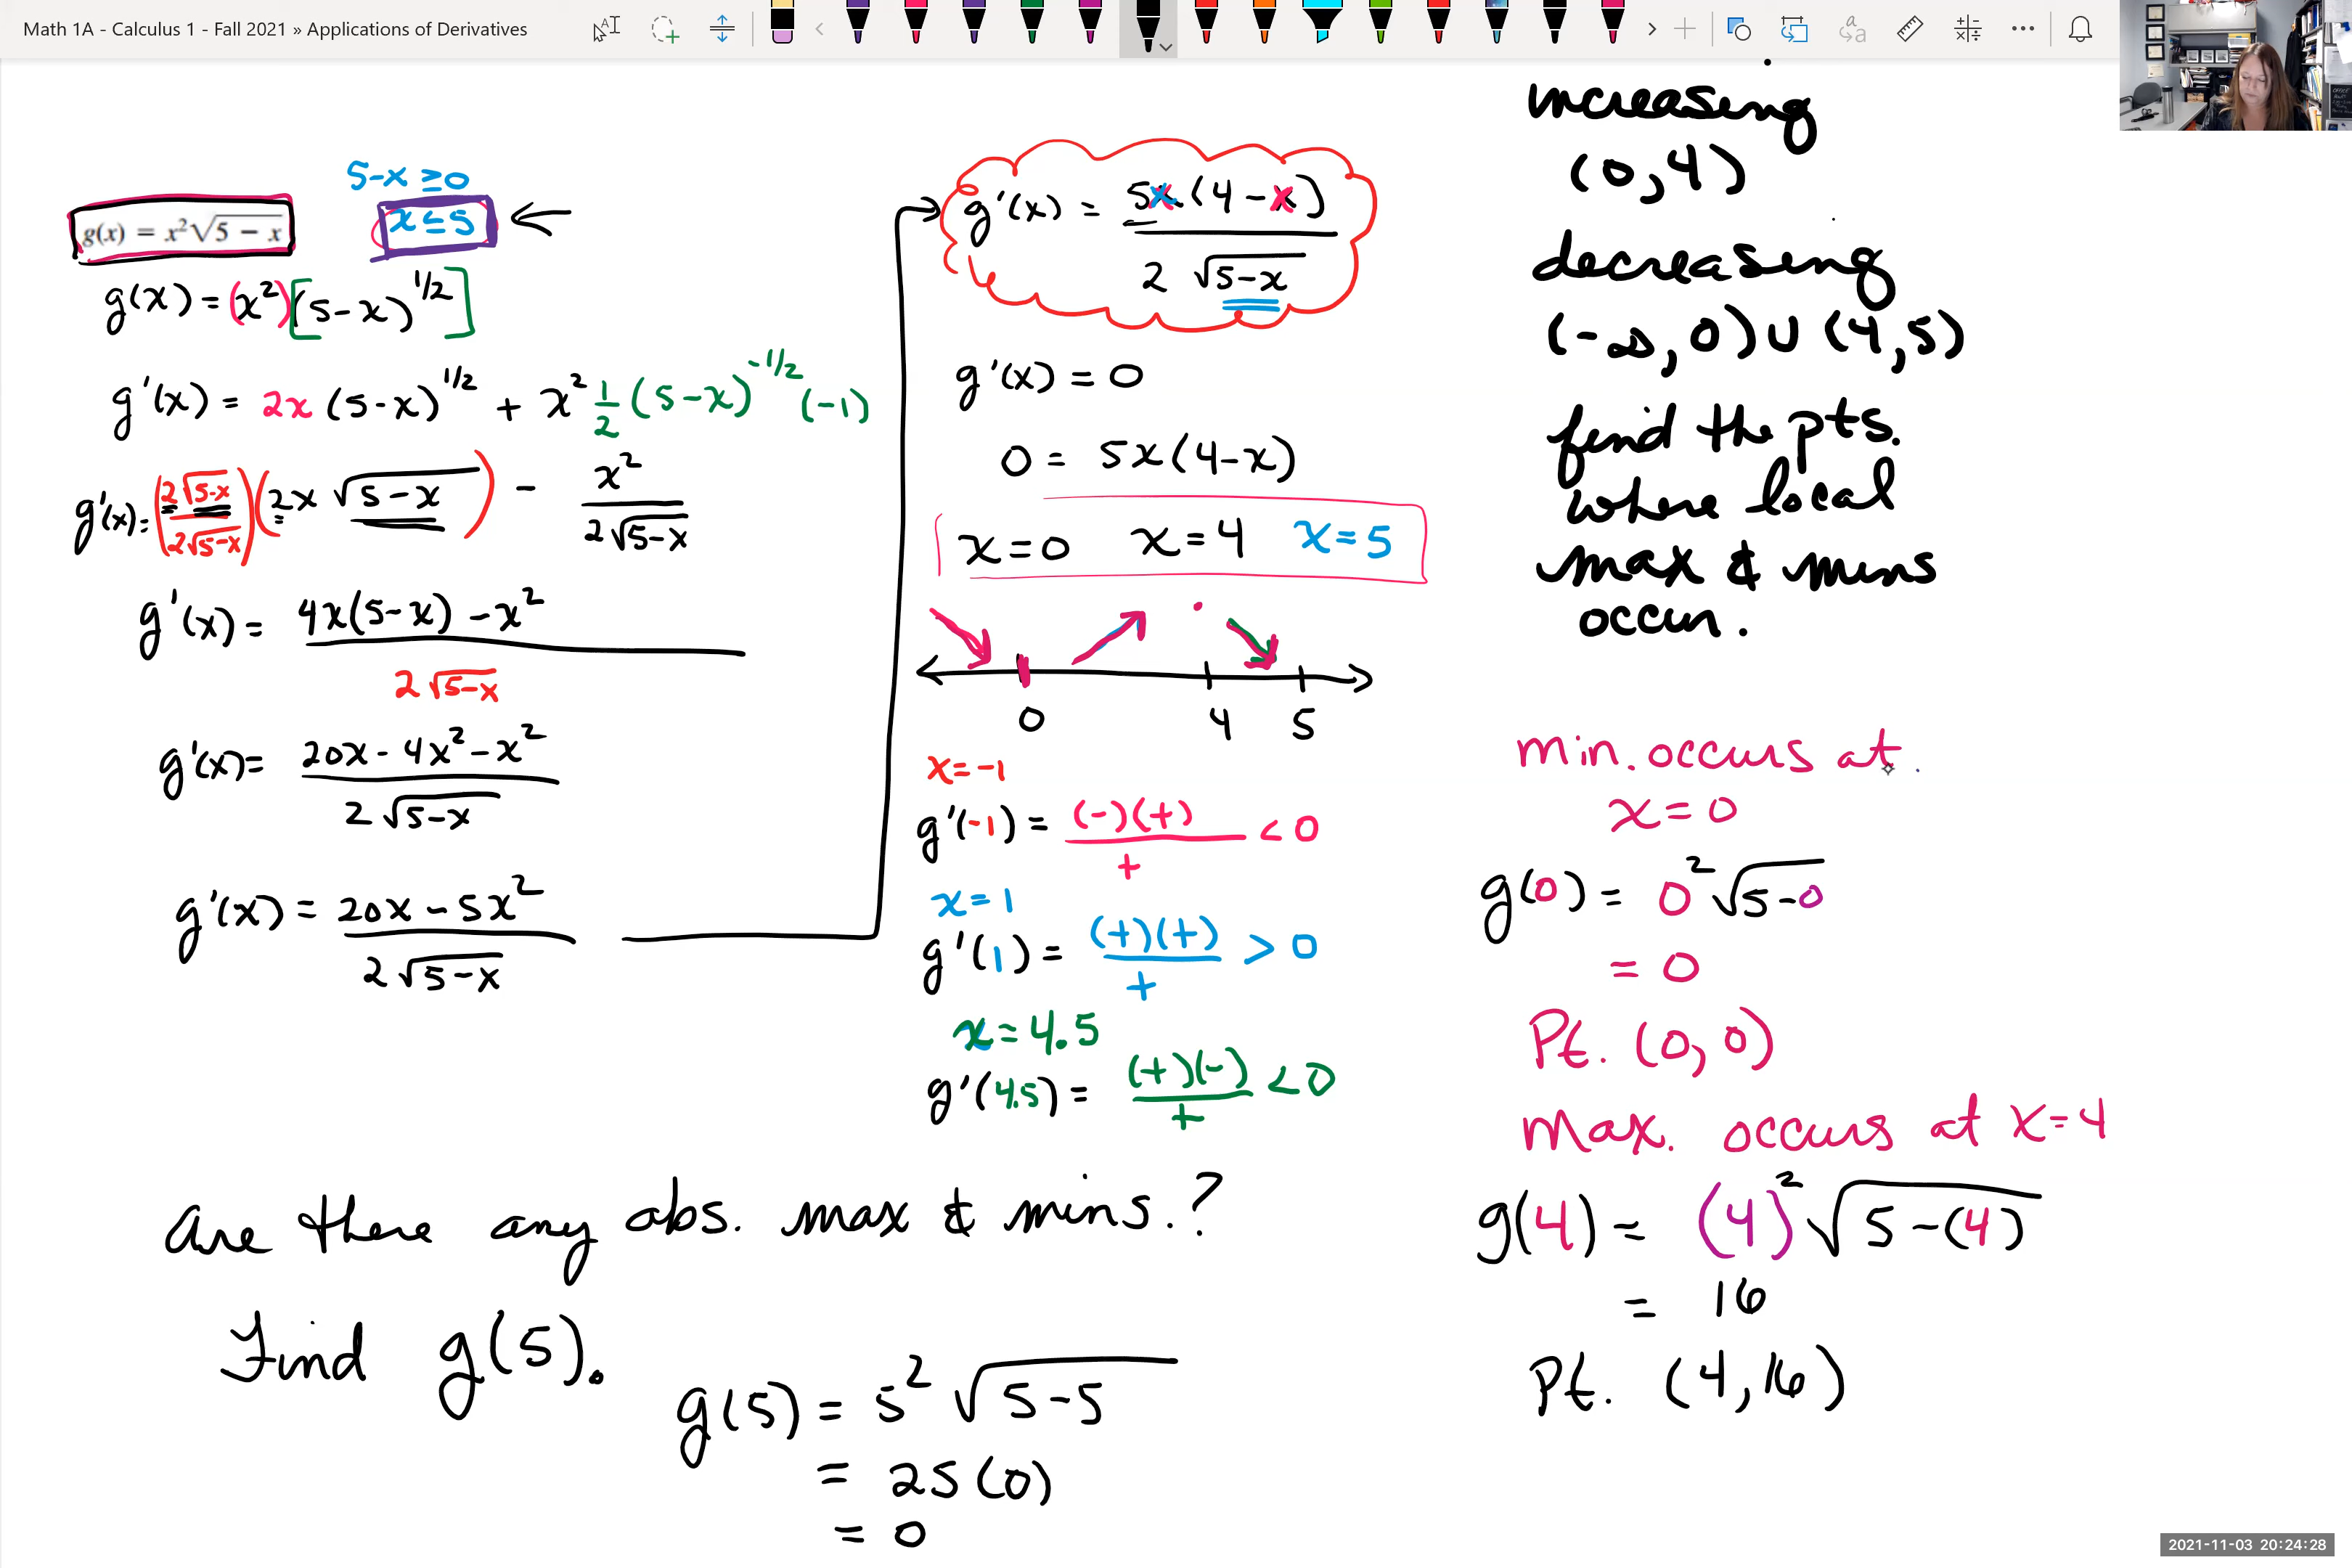 Math 1A - Calculus 1 - Fall 2021 » Applications of Derivatives
5-x ≥0
g(x) = x²√(5 − x)
x ≤ 5
g(x) = (x²)[(5-x)^1/2]
g'(x) = 2x (5-x)^1/2 + x² 1/2 (5-x)^-1/2 (-1)
g'(x) = (2√(5-x) / 2√(5-x)) (2x √(5-x)) - x² / 2√(5-x)
g'(x) = (4x(5-x) - x²) / 2√(5-x)
g'(x) = (20x - 4x² - x²) / 2√(5-x)
g'(x) = (20x - 5x²) / 2√(5-x)
g'(x) = 5x(4-x) / 2√(5-x)
g'(x) = 0
0 = 5x(4-x)
x=0 x=4 x=5
0 4 5
x=-1
g'(-1) = (-)(+) / + < 0
x=1
g'(1) = (+)(+) / + > 0
x=4.5
g'(4.5) = (+)(-) / + <0
are there any abs. max & mins.?
Find g(5).
g(5) = 5² √(5-5)
= 25(0)
= 0
increasing
(0,4)
decreasing
(-∞, 0) ∪ (4,5)
find the pts.
where local
max & mins
occur.
min. occurs at
x=0
g(0) = 0² √(5-0)
= 0
Pt. (0,0)
max. occurs at x=4
g(4) = (4)² √(5-(4))
= 16
Pt. (4,16)
2021-11-03 20:24:28